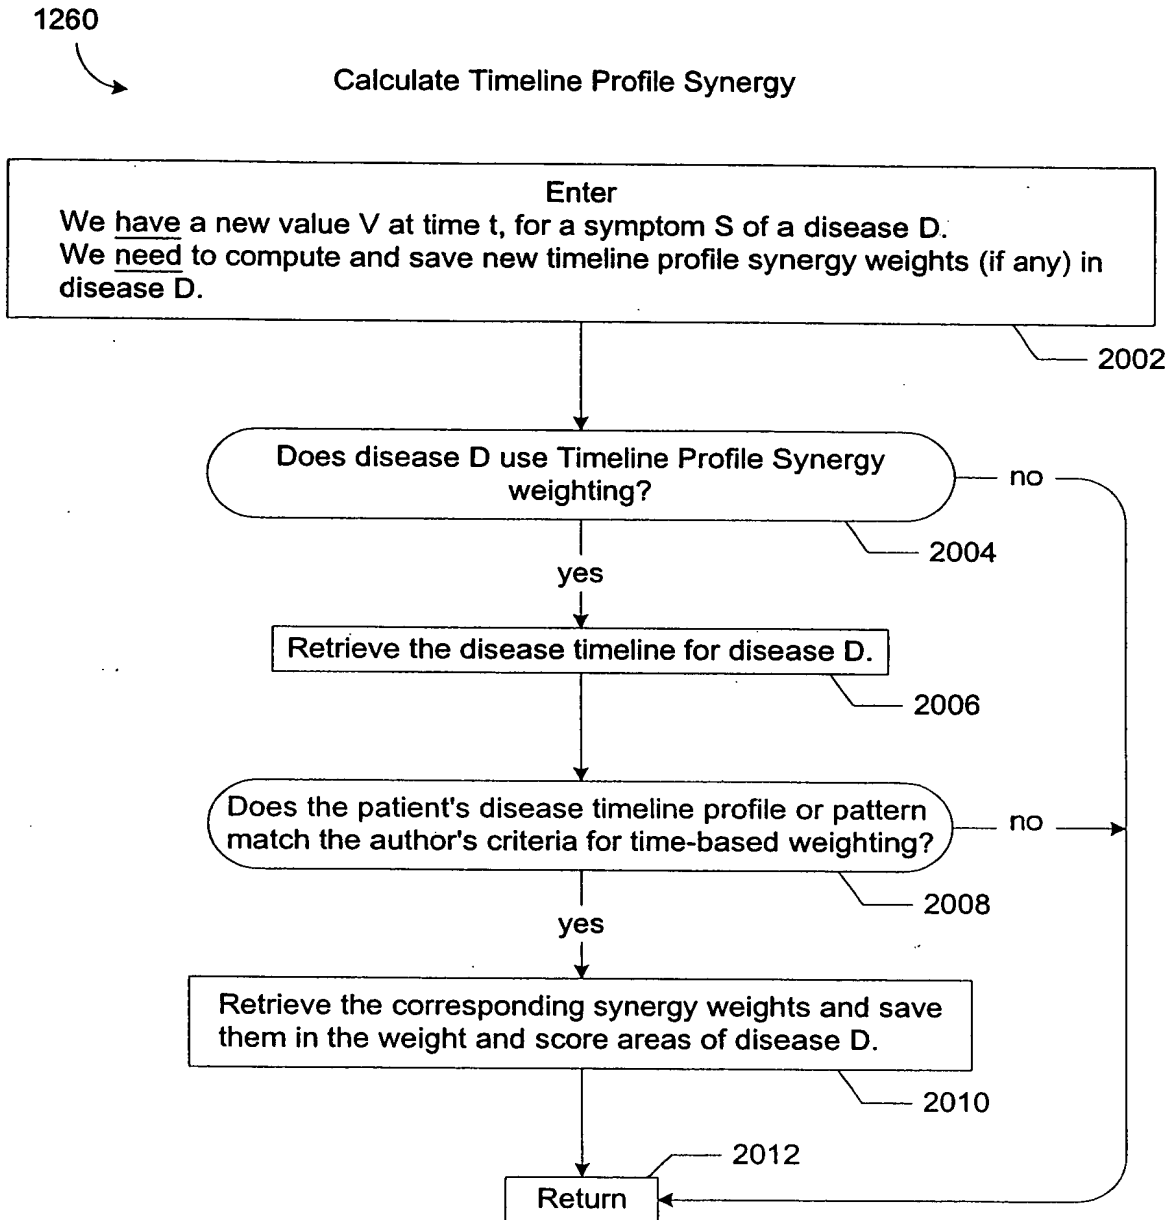 1260
Calculate Timeline Profile Synergy
Enter
We have a new value V at time t, for a symptom S of a disease D.
We need to compute and save new timeline profile synergy weights (if any) in
disease D.
2002
Does disease D use Timeline Profile Synergy
weighting?
no
2004
yes
Retrieve the disease timeline for disease D.
2006
Does the patient's disease timeline profile or pattern
match the author's criteria for time-based weighting?
no
2008
yes
Retrieve the corresponding synergy weights and save
them in the weight and score areas of disease D.
2010
2012
Return